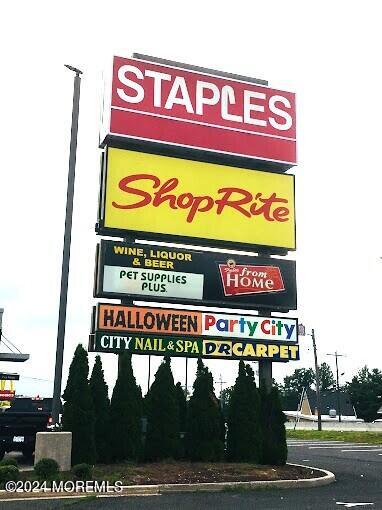 STAPLES
ShopRite
WINE, LIQUOR
& BEER
PET SUPPLIES
PLUS.
from
HOME
HALLOWEEN Party City
CITY NAIL & SPA DR CARPET
©2024 MOREMLS ®